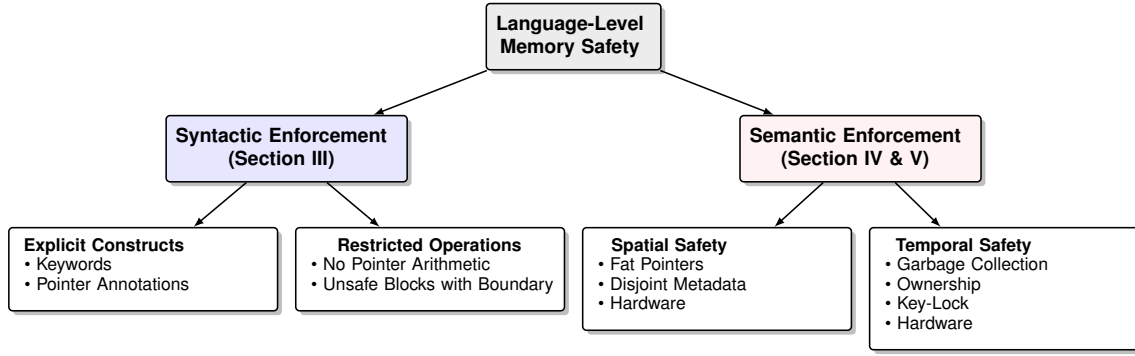 Language-Level
Memory Safety
Syntactic Enforcement
(Section III)
Semantic Enforcement
(Section IV & V)
Explicit Constructs
• Keywords
• Pointer Annotations
Restricted Operations
• No Pointer Arithmetic
• Unsafe Blocks with Boundary
Spatial Safety
• Fat Pointers
• Disjoint Metadata
• Hardware
Temporal Safety
• Garbage Collection
• Ownership
• Key-Lock
• Hardware